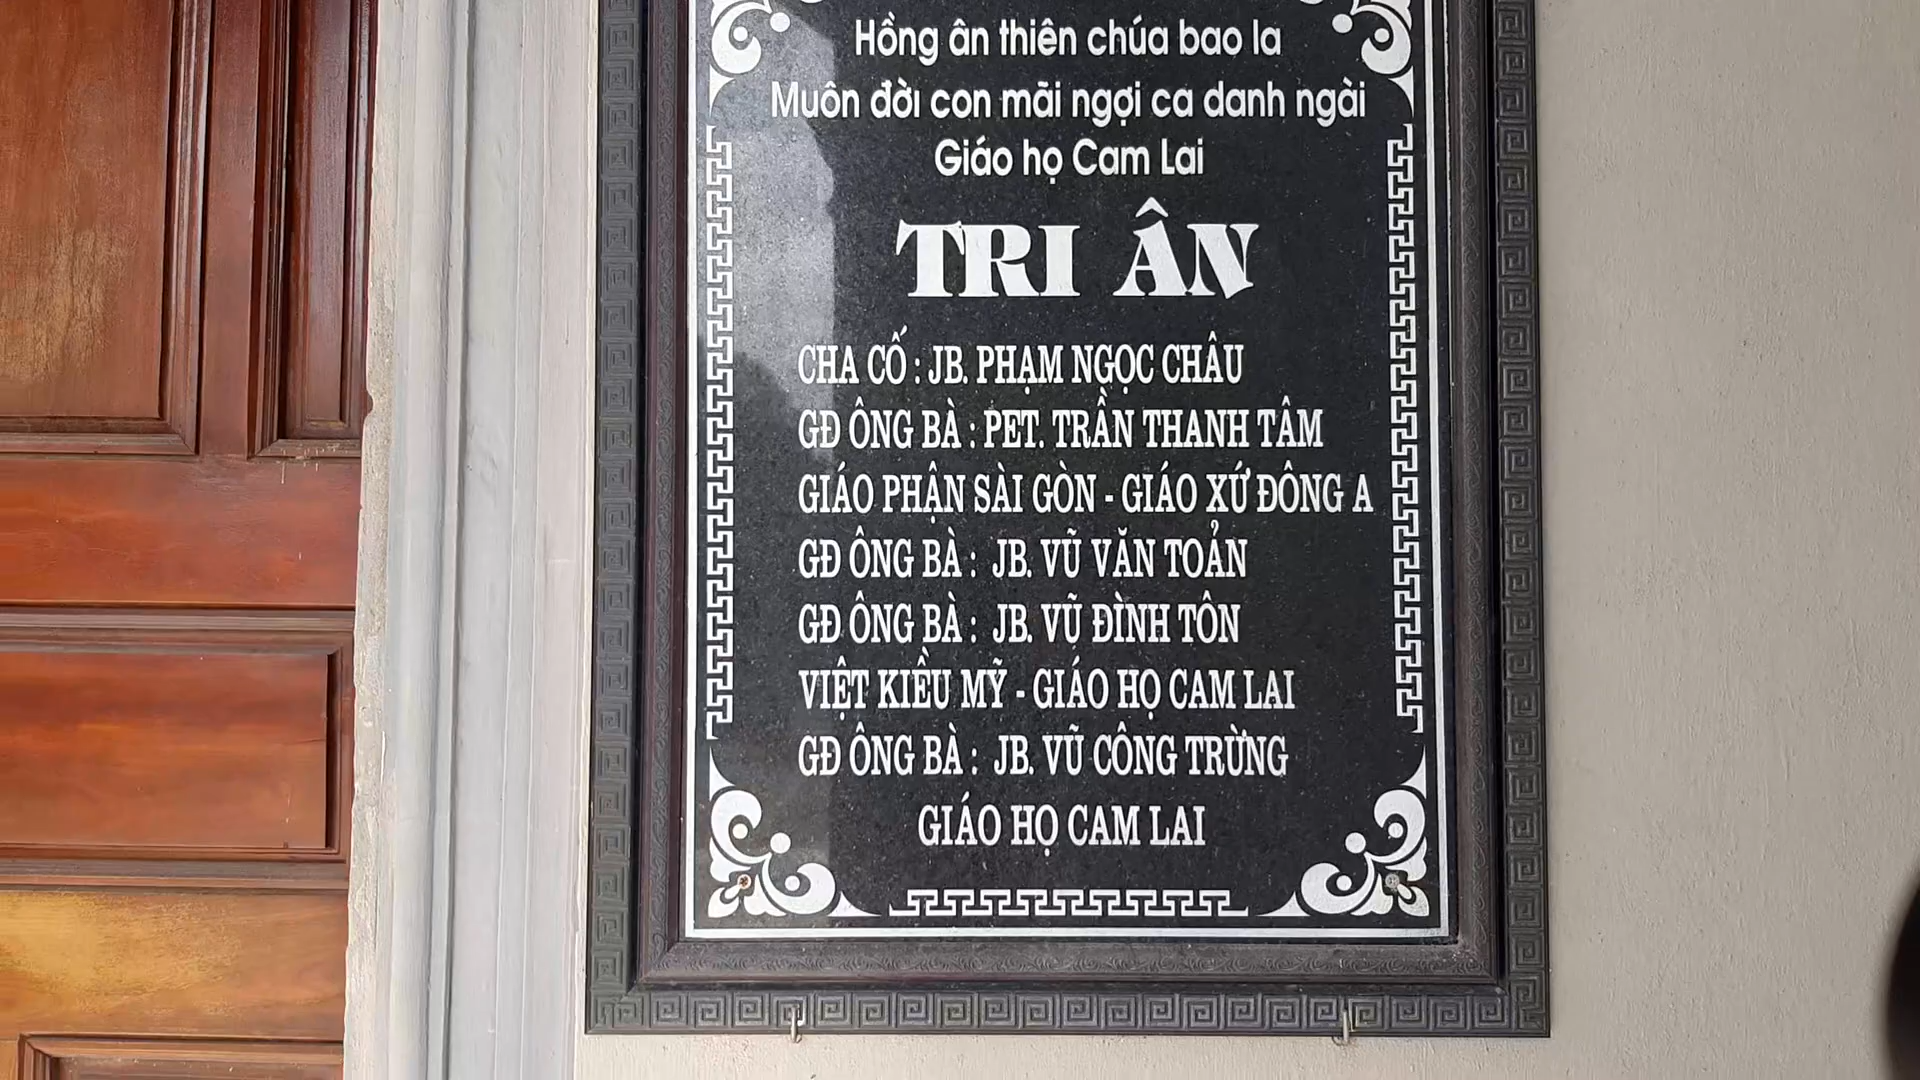 Hồng ân thiên chúa bao la
Muôn đời con mãi ngợi ca danh ngài
Giáo họ Cam Lai
TRI ÂN
CHA CỐ : JB. PHẠM NGỌC CHÂU
GĐ ÔNG BÀ : PET. TRẦN THANH TÂM
GIÁO PHẬN SÀI GÒN - GIÁO XỨ ĐÔNG A
GĐ ÔNG BÀ : JB. VŨ VĂN TOẢN
GĐ ÔNG BÀ : JB. VŨ ĐÌNH TÔN
VIỆT KIỀU MỸ - GIÁO HỌ CAM LAI
GĐ ÔNG BÀ : JB. VŨ CÔNG TRỪNG
GIÁO HỌ CAM LAI